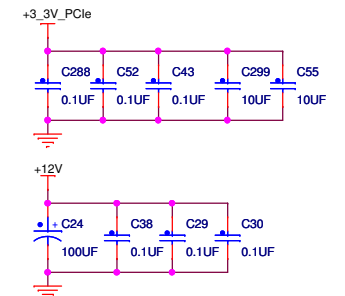 +3_3V_PCIe
C288 C52 C43 C299 C55
0.1UF 0.1UF 0.1UF 10UF 10UF
+12V
+ C24 C38 C29 C30
100UF 0.1UF 0.1UF 0.1UF